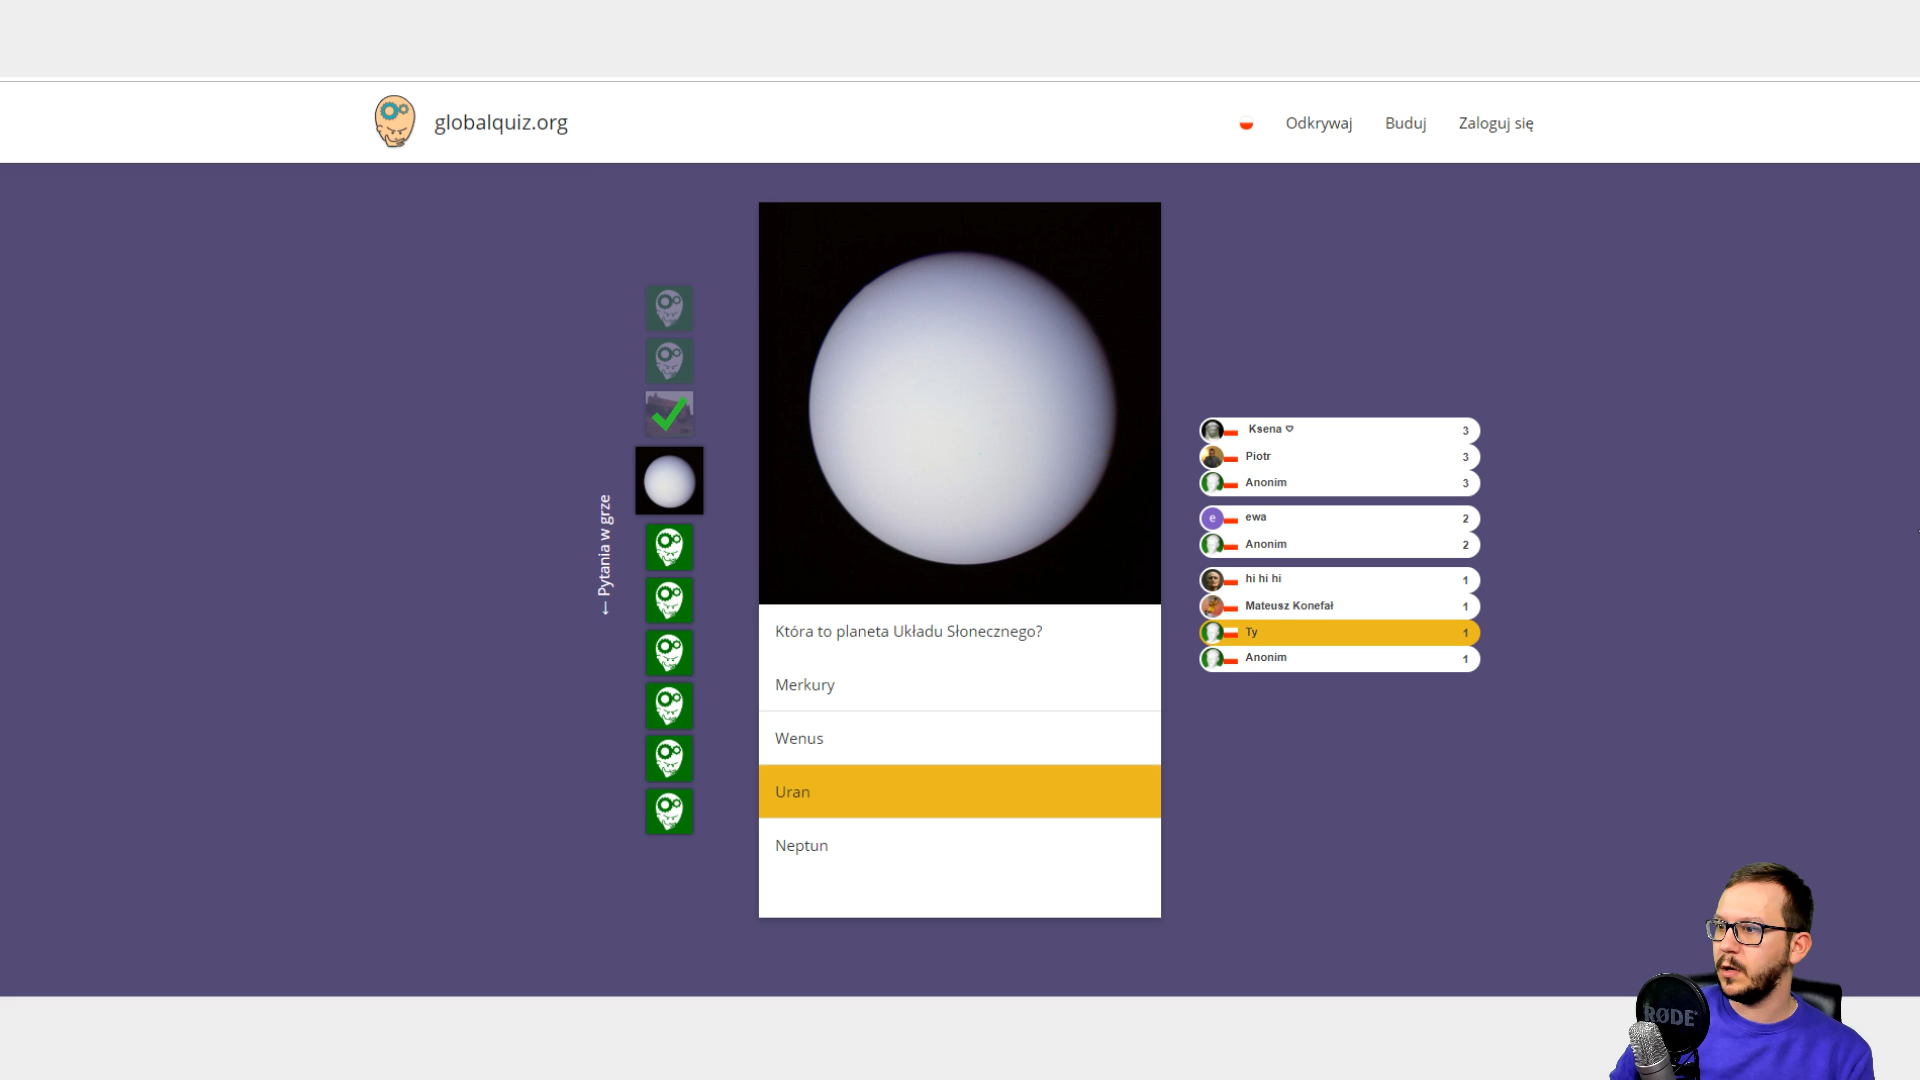 globalquiz.org
Odkrywaj
Buduj
Zaloguj się
← Pytania w grze
Która to planeta Układu Słonecznego?
Merkury
Wenus
Uran
Neptun
Ksena ♡ 3
Piotr 3
Anonim 3
e ewa 2
Anonim 2
hi hi hi 1
Mateusz Konefał 1
Ty 1
Anonim 1
RØDE